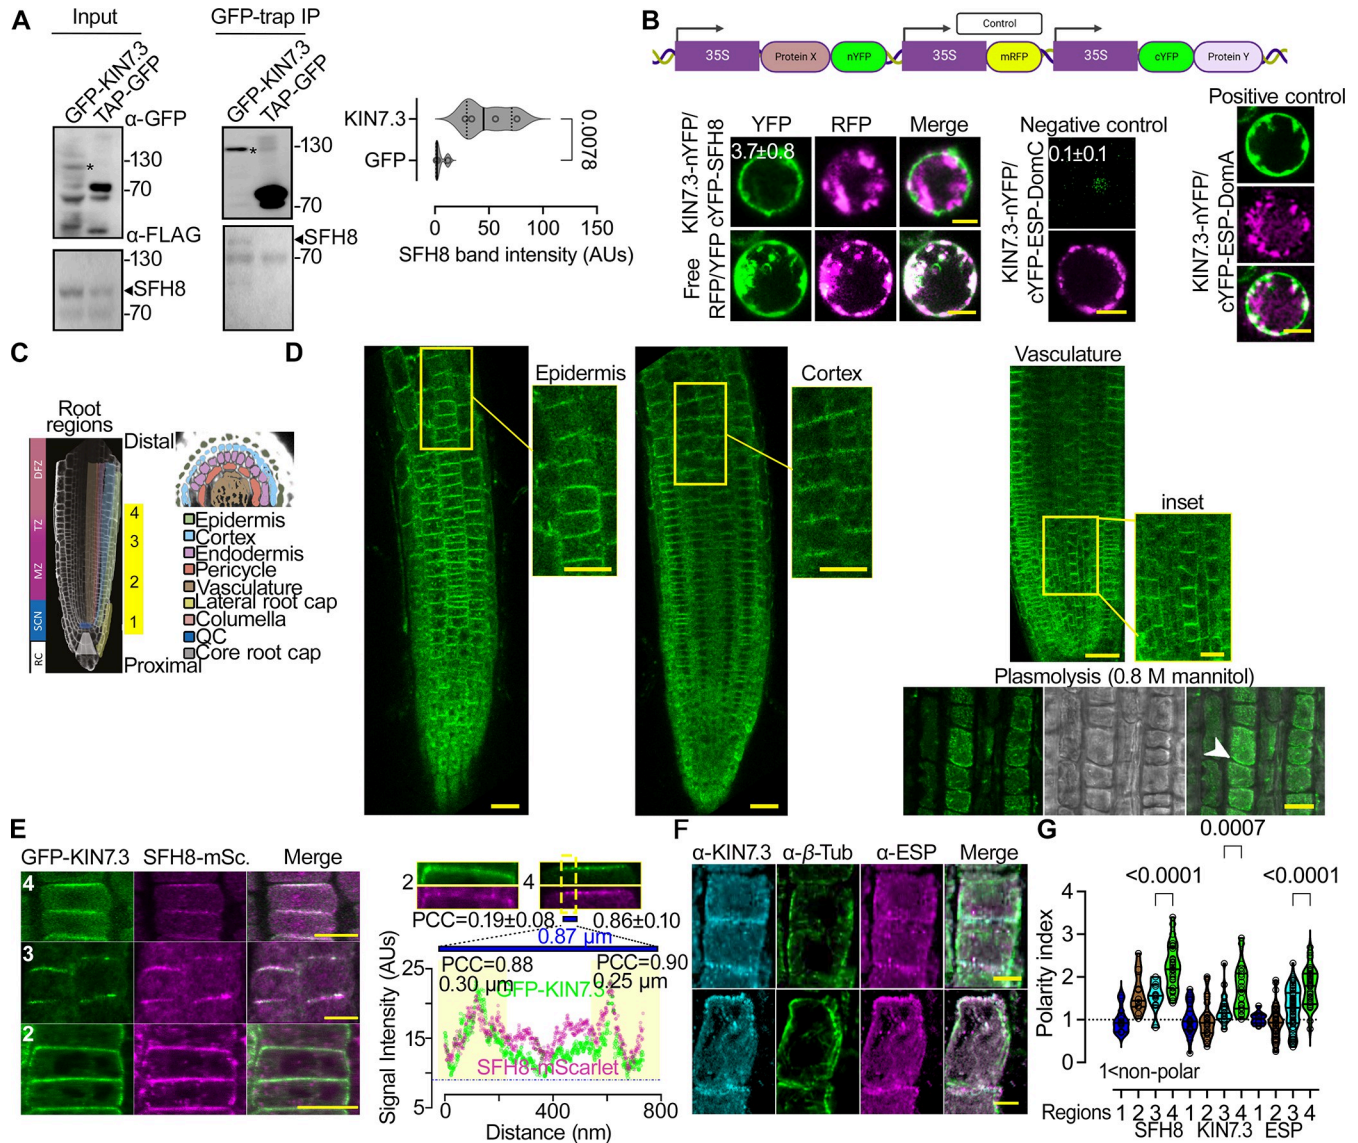 A
Input
GFP-trap IP
GFP-KIN7.3
TAP-GFP
GFP-KIN7.3
TAP-GFP
α-GFP
-130
*
-70
-130
*
-70
α-FLAG
-130
◄SFH8
-70
◄SFH8
-70
KIN7.3
GFP
0.0078
0 50 100 150
SFH8 band intensity (AUs)
B
Control
35S Protein X nYFP 35S mRFP 35S cYFP Protein Y
YFP RFP Merge
KIN7.3-nYFP/
cYFP-SFH8
3.7±0.8
Free
RFP/YFP
Negative control
KIN7.3-nYFP/
cYFP-ESP-DomC
0.1±0.1
Positive control
KIN7.3-nYFP/
cYFP-ESP-DomA
C
Root
regions
Distal
DFZ
TZ
MZ
SCN
RC
4
3
2
1
Proximal
Epidermis
Cortex
Endodermis
Pericycle
Vasculature
Lateral root cap
Columella
QC
Core root cap
D
Epidermis
Cortex
Vasculature
inset
Plasmolysis (0.8 M mannitol)
E
GFP-KIN7.3 SFH8-mSc. Merge
4
3
2
2
4
PCC=0.19±0.08
0.86±0.10
0.87 μm
PCC=0.88
0.30 μm
PCC=0.90
0.25 μm
GFP-KIN7.3
SFH8-mScarlet
Signal Intensity (AUs)
25
15
5
0 400 800
Distance (nm)
F
α-KIN7.3 α-β-Tub α-ESP Merge
G
0.0007
<0.0001
<0.0001
Polarity index
4
3
2
1
0
1<non-polar
Regions 1 2 3 4 1 2 3 4 1 2 3 4
SFH8 KIN7.3 ESP